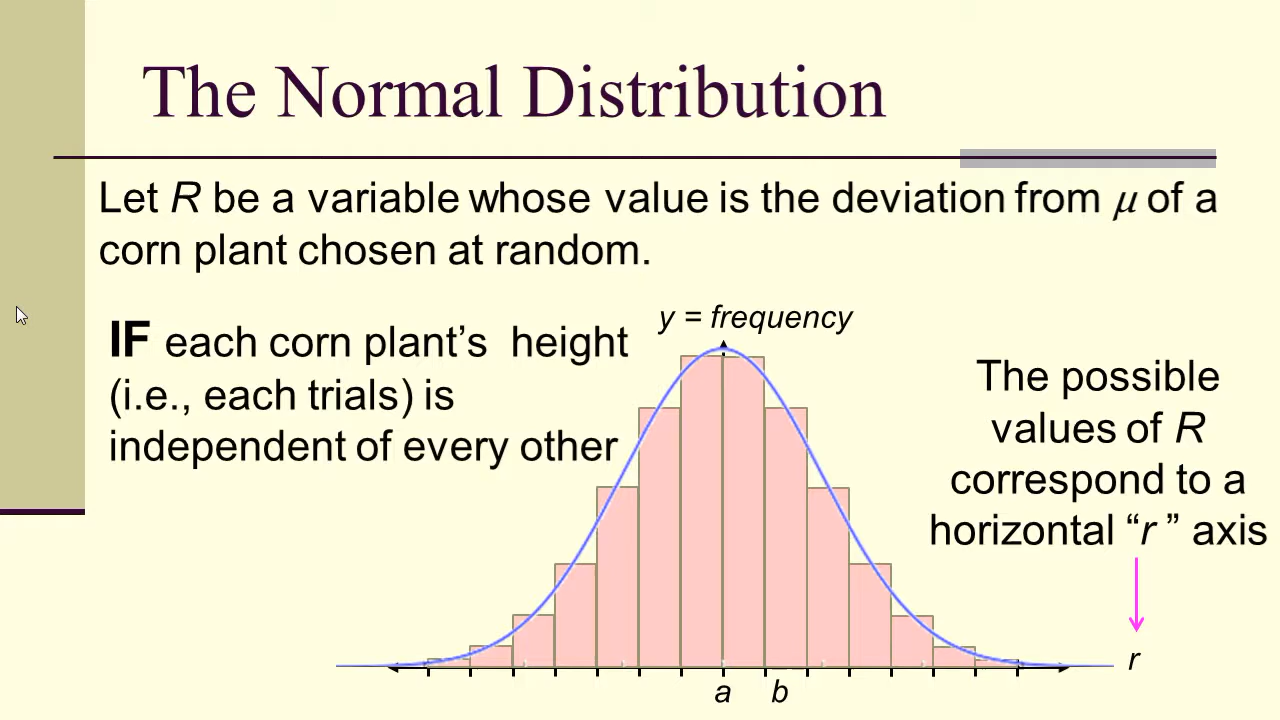 The Normal Distribution
Let R be a variable whose value is the deviation from μ of a
corn plant chosen at random.
IF each corn plant’s height
(i.e., each trials) is
independent of every other
y = frequency
The possible
values of R
correspond to a
horizontal “r ” axis
r
a b